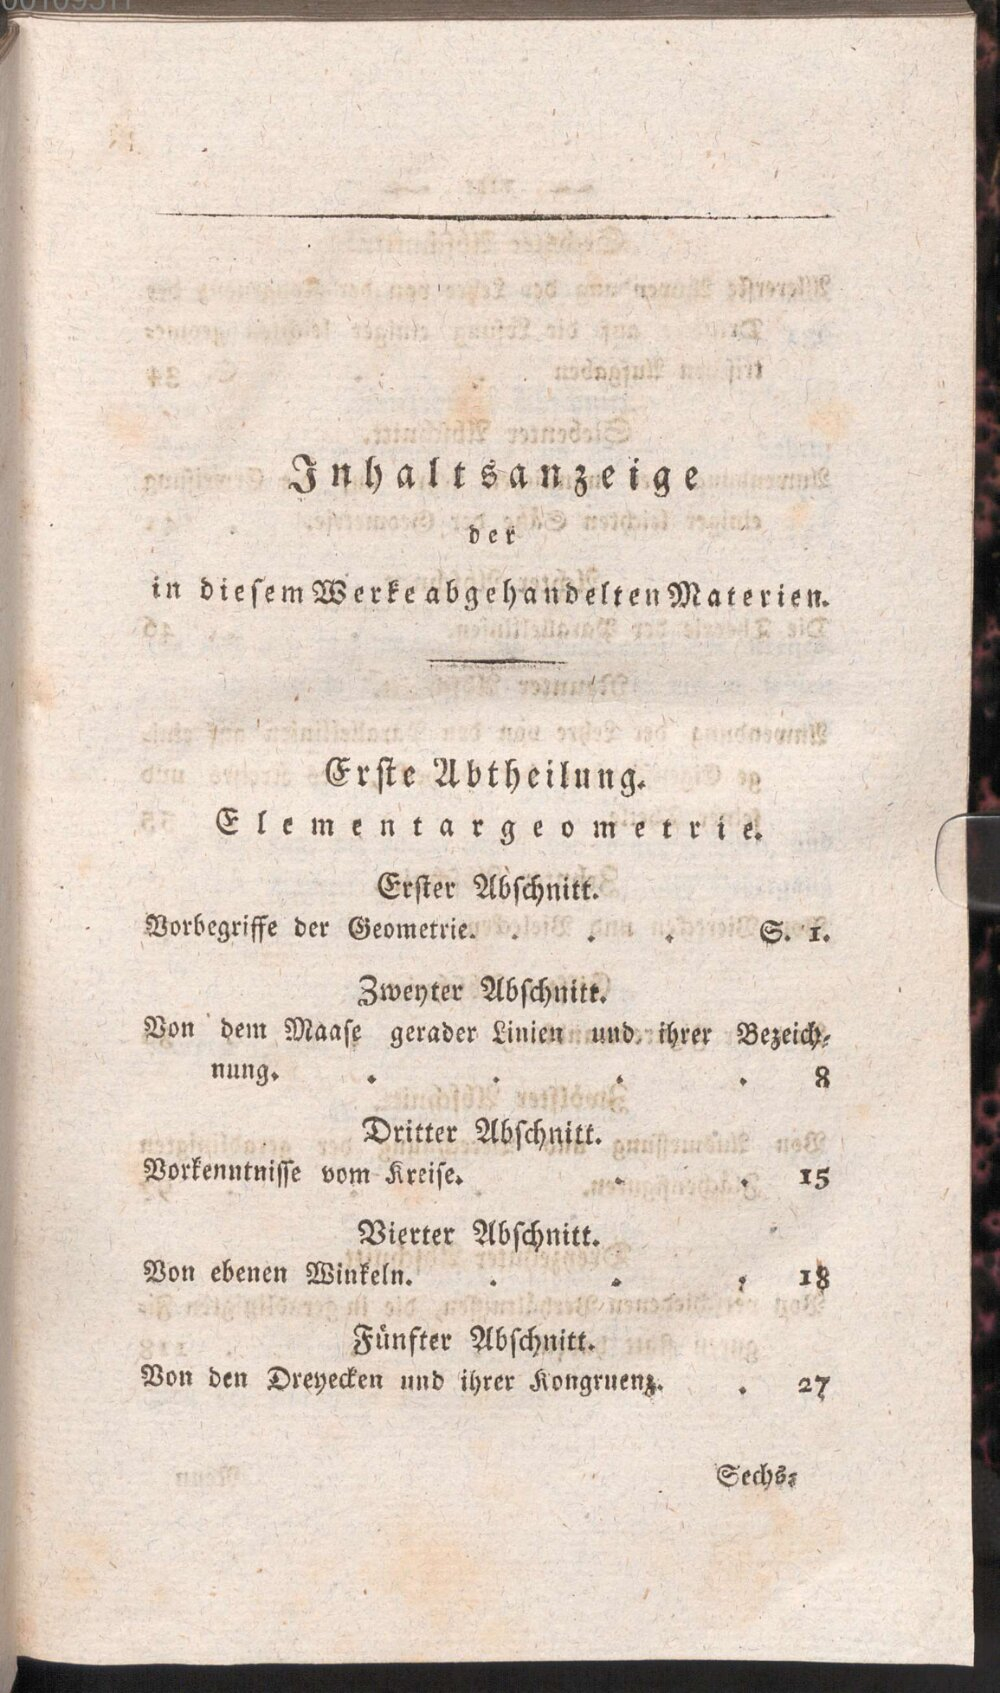 Inhaltsanzeige
der
in diesem Werke abgehandelten Materien.
Erste Abtheilung.
Elementargeometrie.
Erster Abschnitt.
Vorbegriffe der Geometrie. . . . S. 1.
Zweyter Abschnitt.
Von dem Maase gerader Linien und ihrer Bezeich-
nung. . . . . 8
Dritter Abschnitt.
Vorkenntnisse vom Kreise. . . 15
Vierter Abschnitt.
Von ebenen Winkeln. . . . 18
Fünfter Abschnitt.
Von den Dreyecken und ihrer Kongruenz. . 27
Sechs-